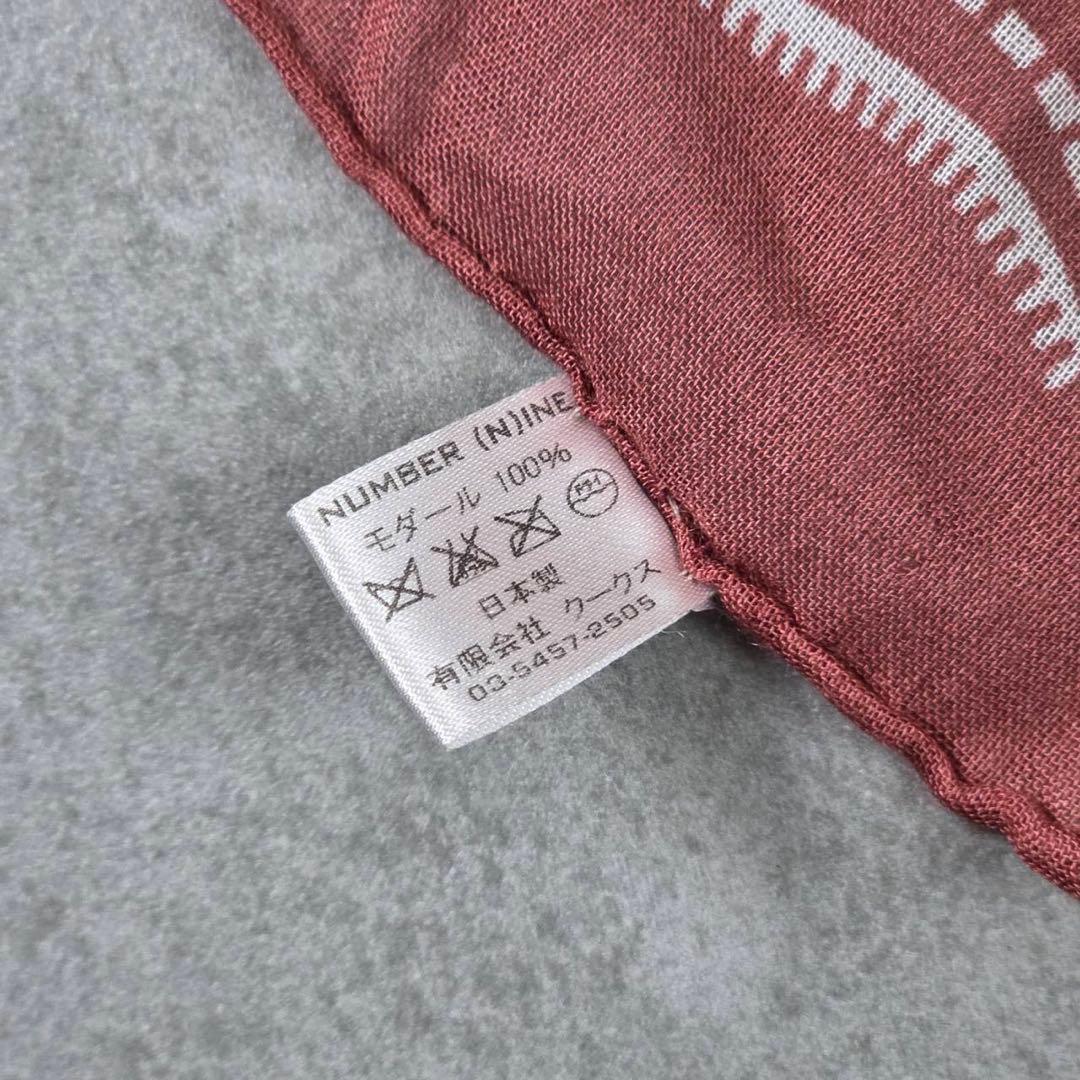 NUMBER (N)INE
モダール 100%
日本製
有限会社 クークス
03-5457-2505